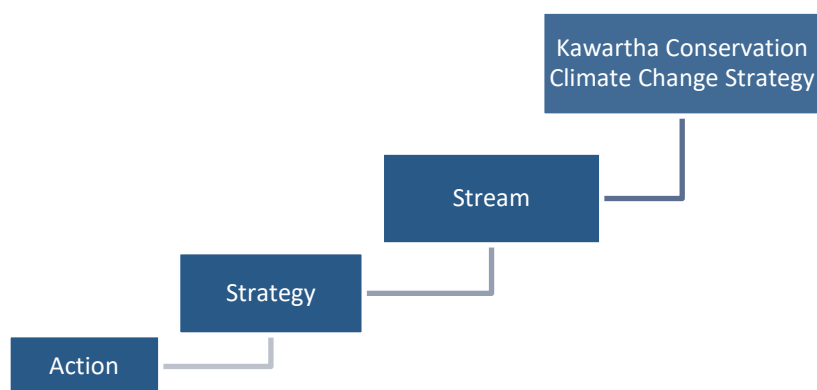 Kawartha Conservation
Climate Change Strategy
Stream
Strategy
Action